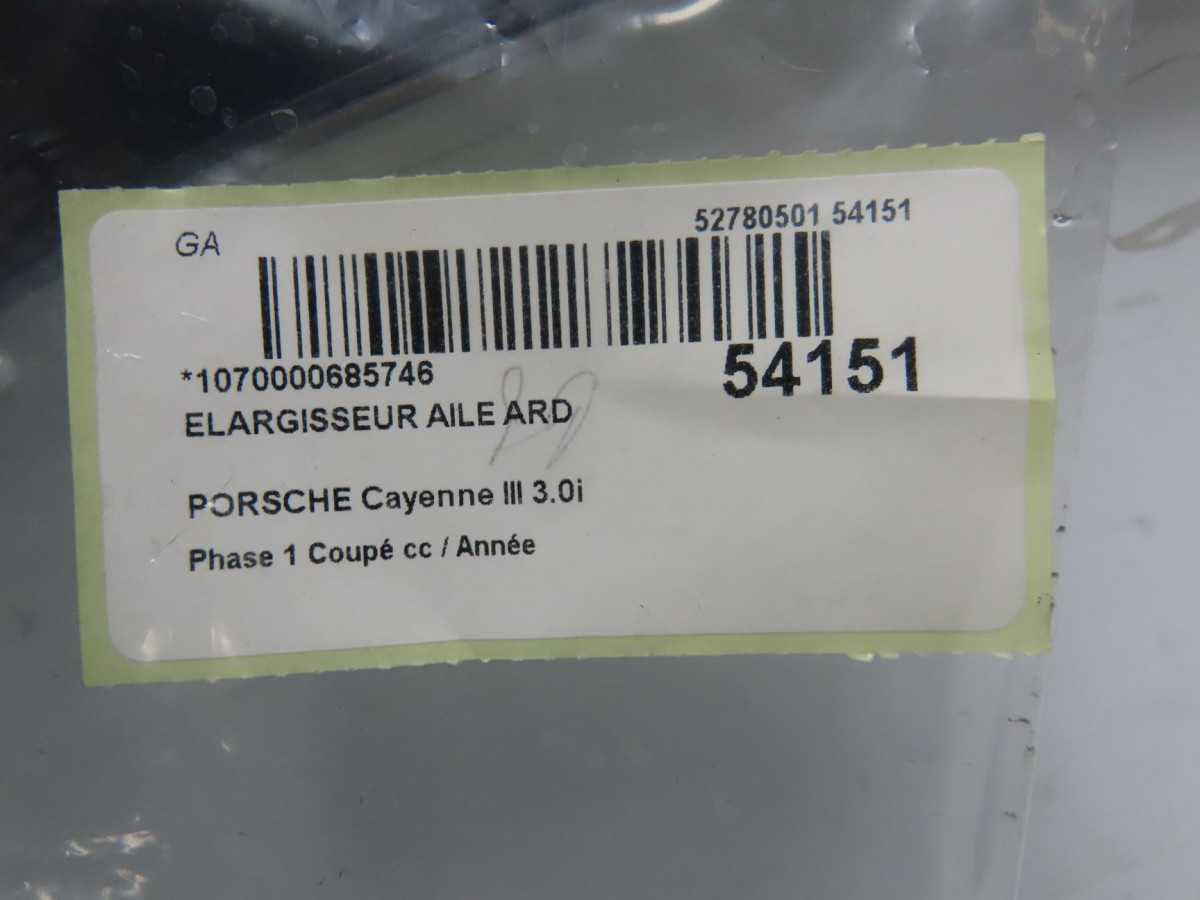 GA
52780501 54151
*1070000685746
54151
ELARGISSEUR AILE ARD
PORSCHE Cayenne III 3.0i
Phase 1 Coupé cc / Année